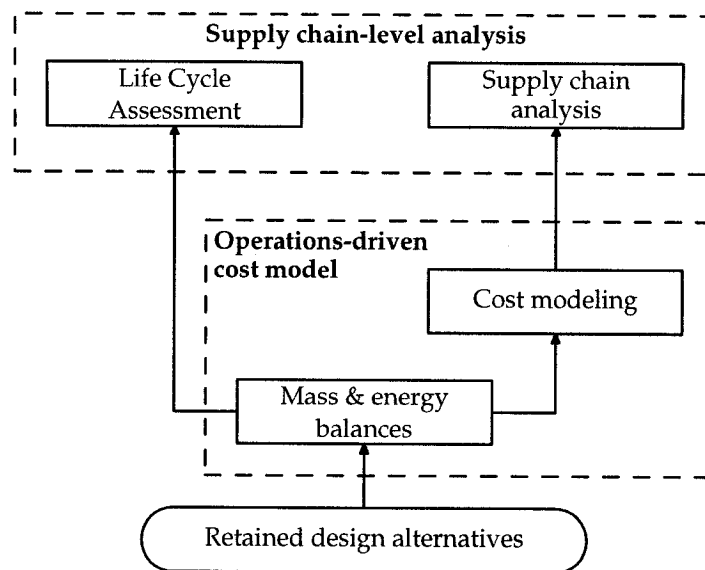 Supply chain-level analysis
Life Cycle
Assessment
Supply chain
analysis
Operations-driven
cost model
Cost modeling
Mass & energy
balances
Retained design alternatives